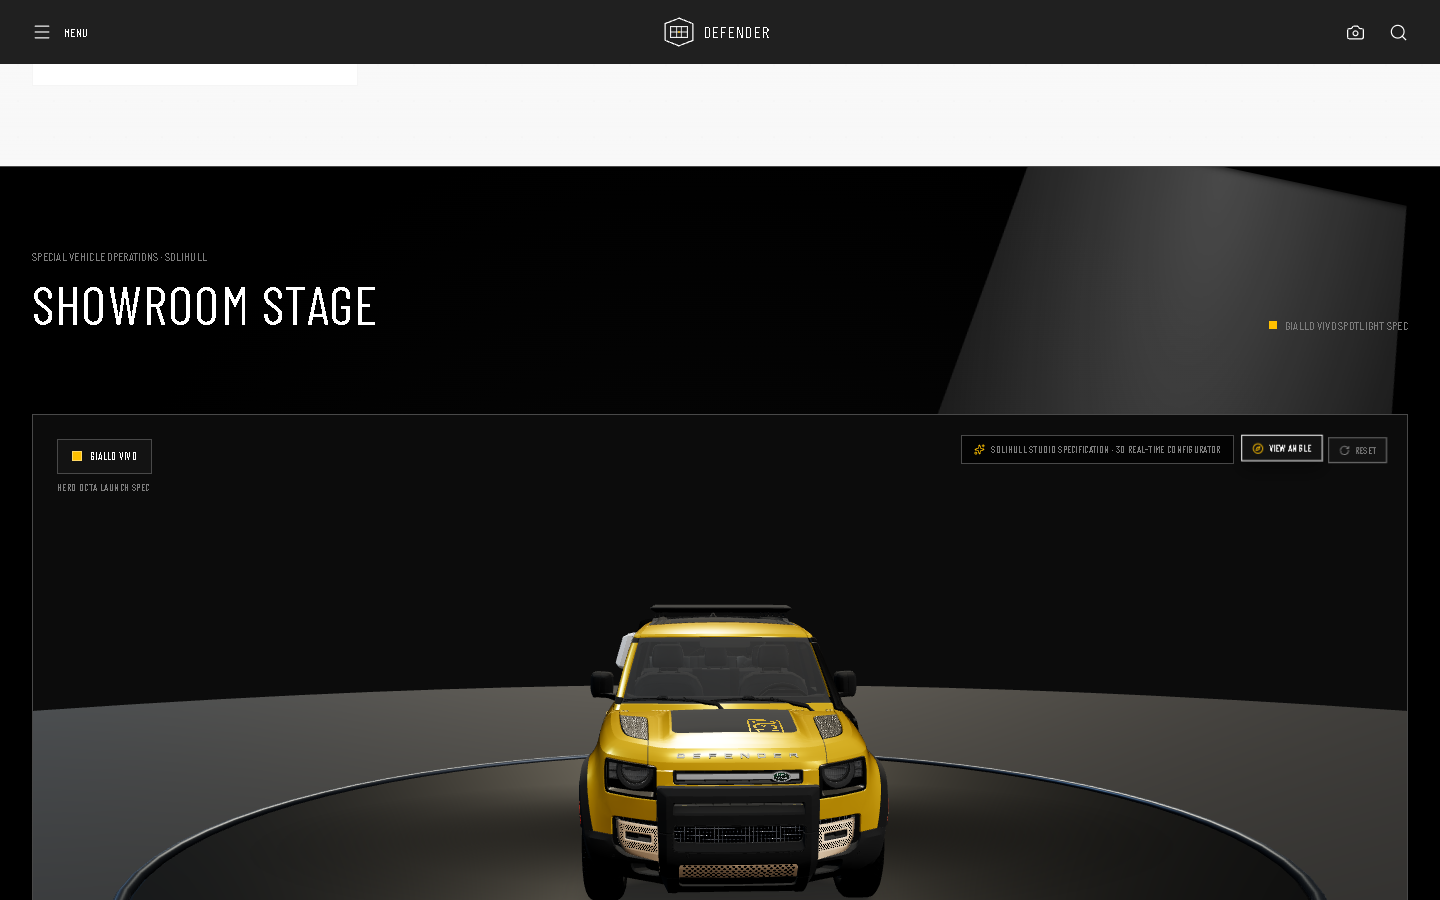 MENU
DEFENDER
SPECIAL VEHICLE OPERATIONS · SOLIHULL
SHOWROOM STAGE
GIALLO VIVO SPOTLIGHT SPEC
GIALLO VIVO
SOLIHULL STUDIO SPECIFICATION · 3D REAL-TIME CONFIGURATOR
VIEW ANGLE
RESET
HERO OCTA LAUNCH SPEC
DEFENDER